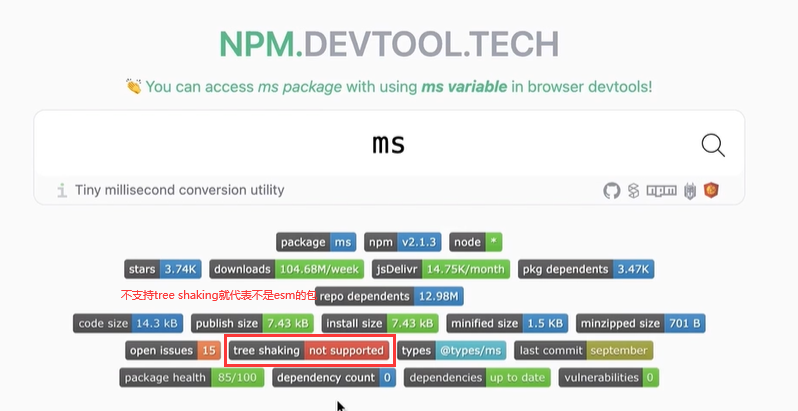 NPM.DEVTOOL.TECH
👏 You can access ms package with using ms variable in browser devtools!
ms
Tiny millisecond conversion utility
npm
package ms npm v2.1.3 node *
stars 3.74K downloads 104.68M/week jsDelivr 14.75K/month pkg dependents 3.47K
不支持tree shaking就代表不是esm的包 repo dependents 12.98M
code size 14.3 kB publish size 7.43 kB install size 7.43 kB minified size 1.5 KB minzipped size 701 B
open issues 15 tree shaking not supported types @types/ms last commit september
package health 85/100 dependency count 0 dependencies up to date vulnerabilities 0